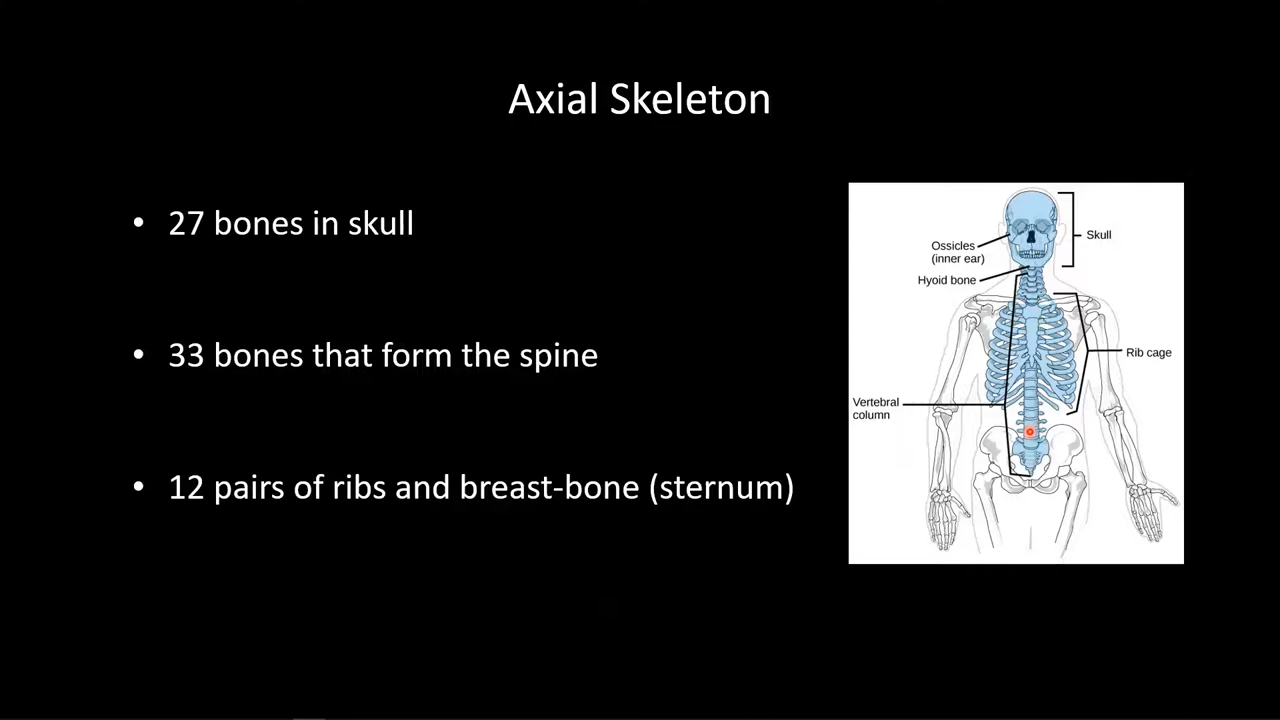 Axial Skeleton
• 27 bones in skull
• 33 bones that form the spine
• 12 pairs of ribs and breast-bone (sternum)
Skull
Ossicles
(inner ear)
Hyoid bone
Rib cage
Vertebral
column